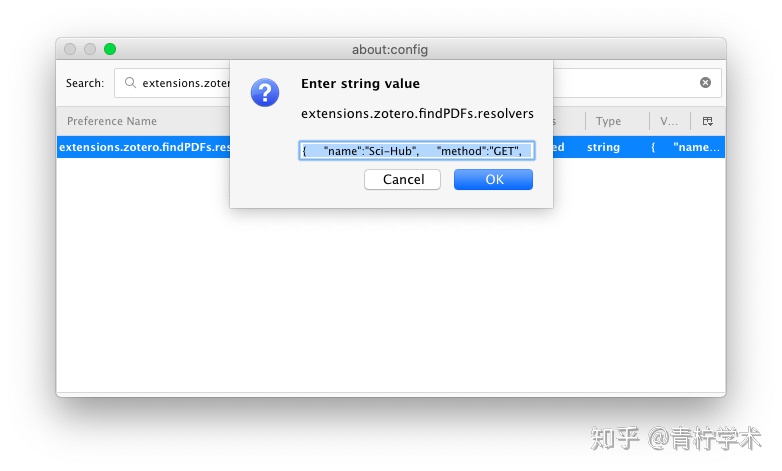 about:config
Search:
extensions.zoter
Enter string value
extensions.zotero.findPDFs.resolvers
{ "name":"Sci-Hub", "method":"GET",
Cancel
OK
Preference Name
s
Type
V...
extensions.zotero.findPDFs.res
ed
string
{ "name...
知乎 @青柠学术